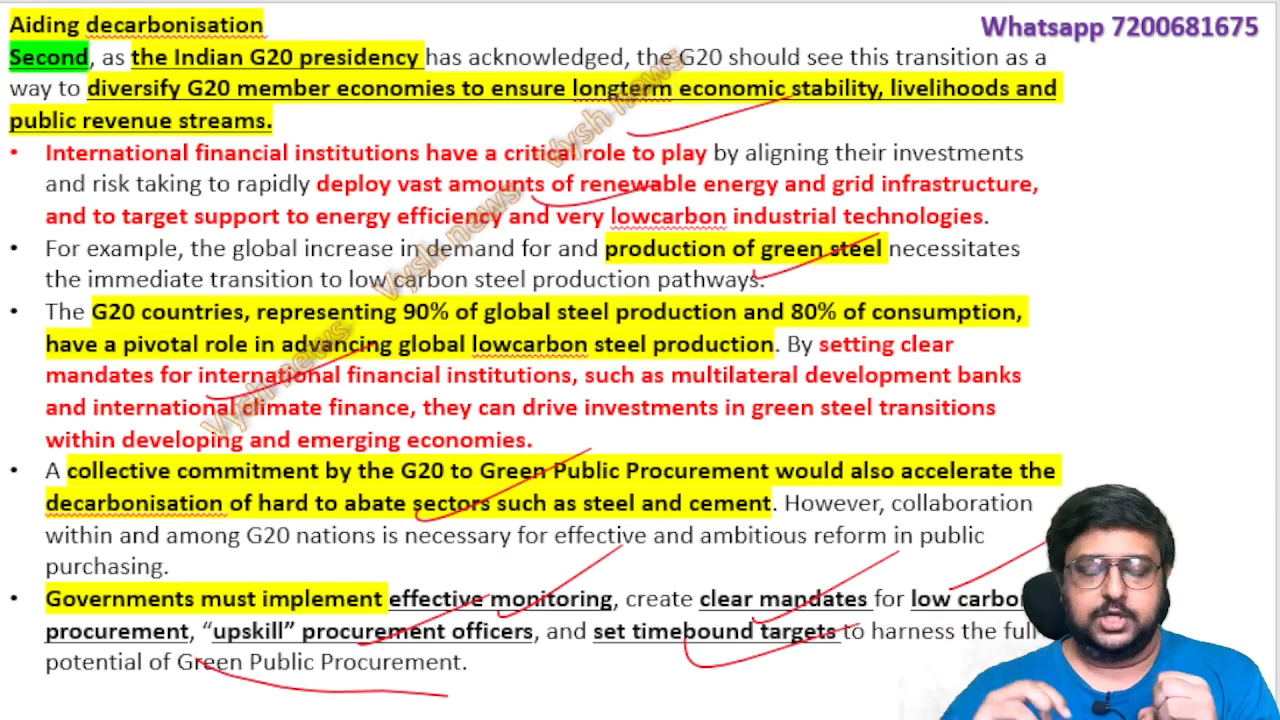 Aiding decarbonisation
Whatsapp 7200681675
Second, as the Indian G20 presidency has acknowledged, the G20 should see this transition as a
way to diversify G20 member economies to ensure longterm economic stability, livelihoods and
public revenue streams.
• International financial institutions have a critical role to play by aligning their investments
and risk taking to rapidly deploy vast amounts of renewable energy and grid infrastructure,
and to target support to energy efficiency and very lowcarbon industrial technologies.
• For example, the global increase in demand for and production of green steel necessitates
the immediate transition to low carbon steel production pathways.
• The G20 countries, representing 90% of global steel production and 80% of consumption,
have a pivotal role in advancing global lowcarbon steel production. By setting clear
mandates for international financial institutions, such as multilateral development banks
and international climate finance, they can drive investments in green steel transitions
within developing and emerging economies.
• A collective commitment by the G20 to Green Public Procurement would also accelerate the
decarbonisation of hard to abate sectors such as steel and cement. However, collaboration
within and among G20 nations is necessary for effective and ambitious reform in public
purchasing.
• Governments must implement effective monitoring, create clear mandates for low carbo
procurement, “upskill” procurement officers, and set timebound targets to harness the full
potential of Green Public Procurement.
Vysh news
Vysh news
Vysh news